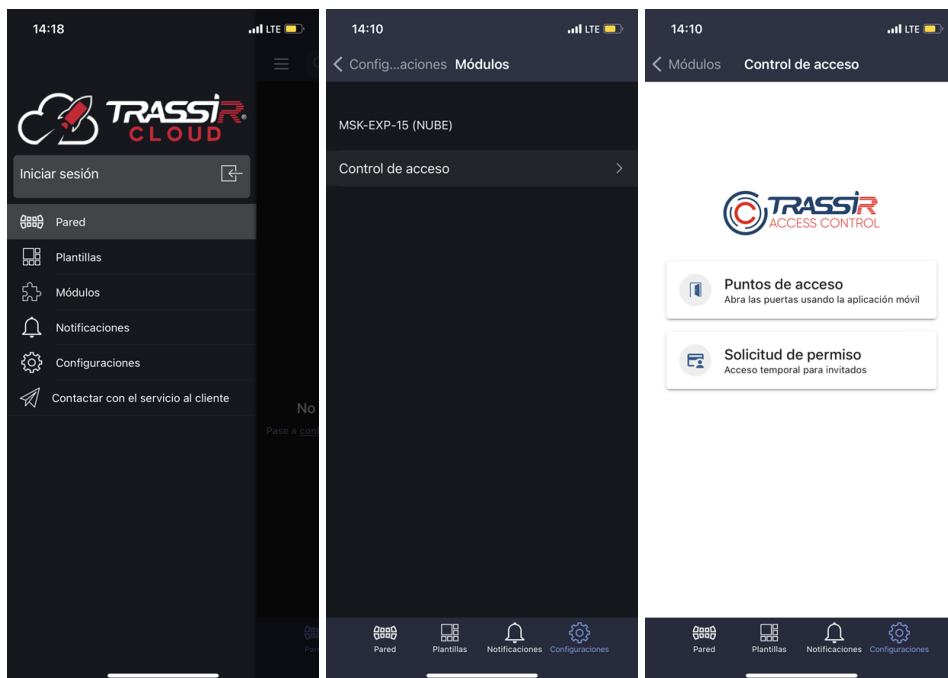 14:18
LTE
TRASSIR
CLOUD
Iniciar sesión
Pared
Plantillas
Módulos
Notificaciones
Configuraciones
Contactar con el servicio al cliente
No
Pase a
14:10
LTE
Config...aciones Módulos
MSK-EXP-15 (NUBE)
Control de acceso
Pared
Plantillas
Notificaciones
Configuraciones
14:10
LTE
Módulos Control de acceso
TRASSIR
ACCESS CONTROL
Puntos de acceso
Abra las puertas usando la aplicación móvil
Solicitud de permiso
Acceso temporal para invitados
Pared
Plantillas
Notificaciones
Configuraciones